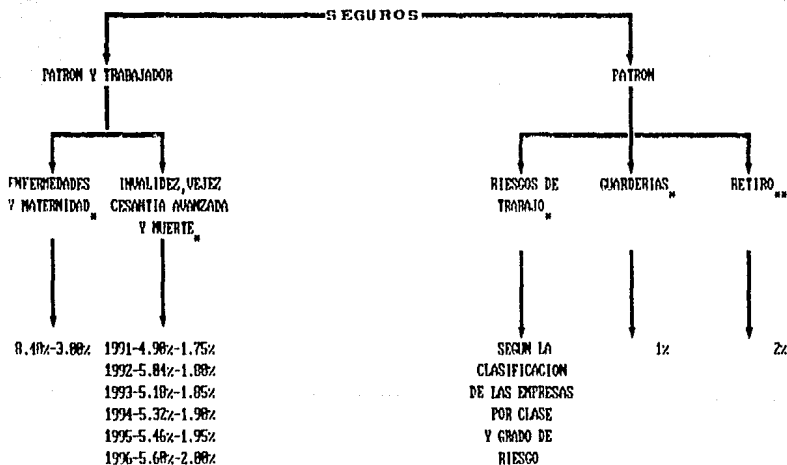 SEGUROS
PATRON Y TRABAJADOR
PATRON
ENFERMEDADES
Y MATERNIDAD*
INVALIDEZ,VEJEZ
CESANTIA AVANZADA
Y MUERTE*
RIESGOS DE
TRABAJO*
GUARDERIAS*
RETIRO**
8.40%-3.00%
1991-4.90%-1.75%
1992-5.04%-1.80%
1993-5.18%-1.85%
1994-5.32%-1.90%
1995-5.46%-1.95%
1996-5.60%-2.00%
SEGUN LA
CLASIFICACION
DE LAS EMPRESAS
POR CLASE
Y GRADO DE
RIESGO
1%
2%